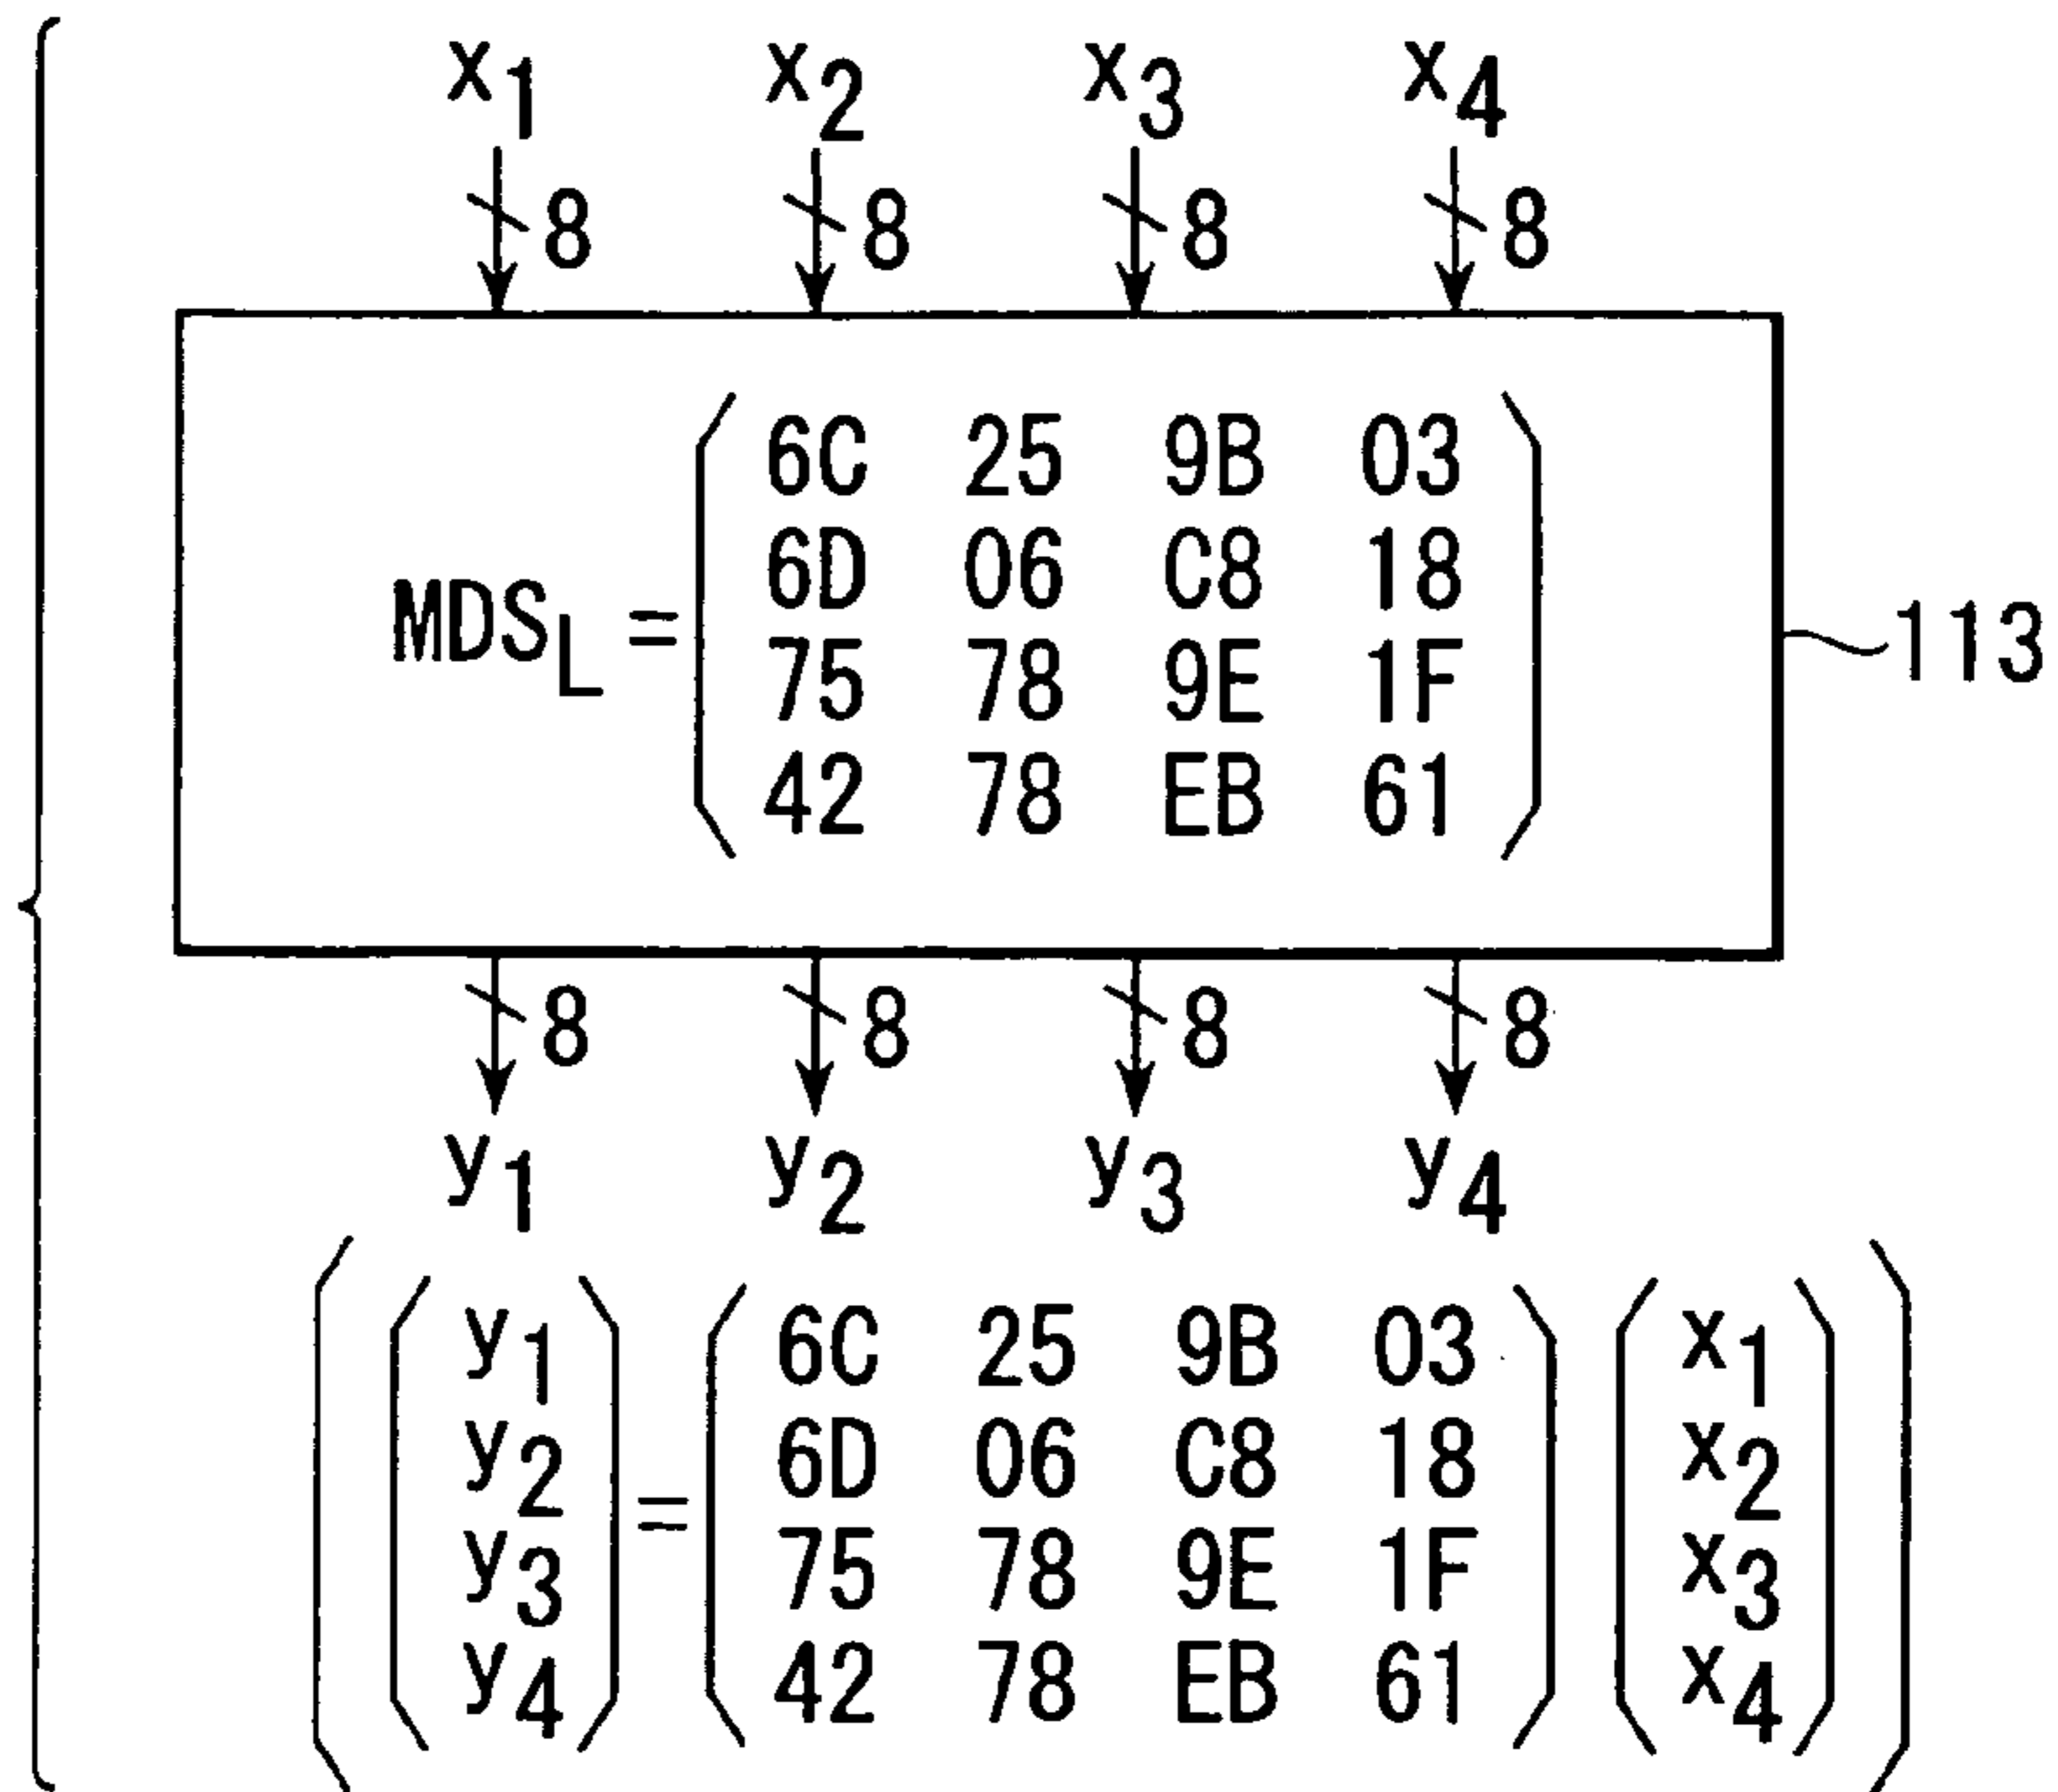 x1 x2 x3 x4
8 8 8 8
6C 25 9B 03
6D 06 C8 18
MDSL = 113
75 78 9E 1F
42 78 EB 61
8 8 8 8
y1 y2 y3 y4
y1 6C 25 9B 03 x1
y2 6D 06 C8 18 x2
=
y3 75 78 9E 1F x3
y4 42 78 EB 61 x4